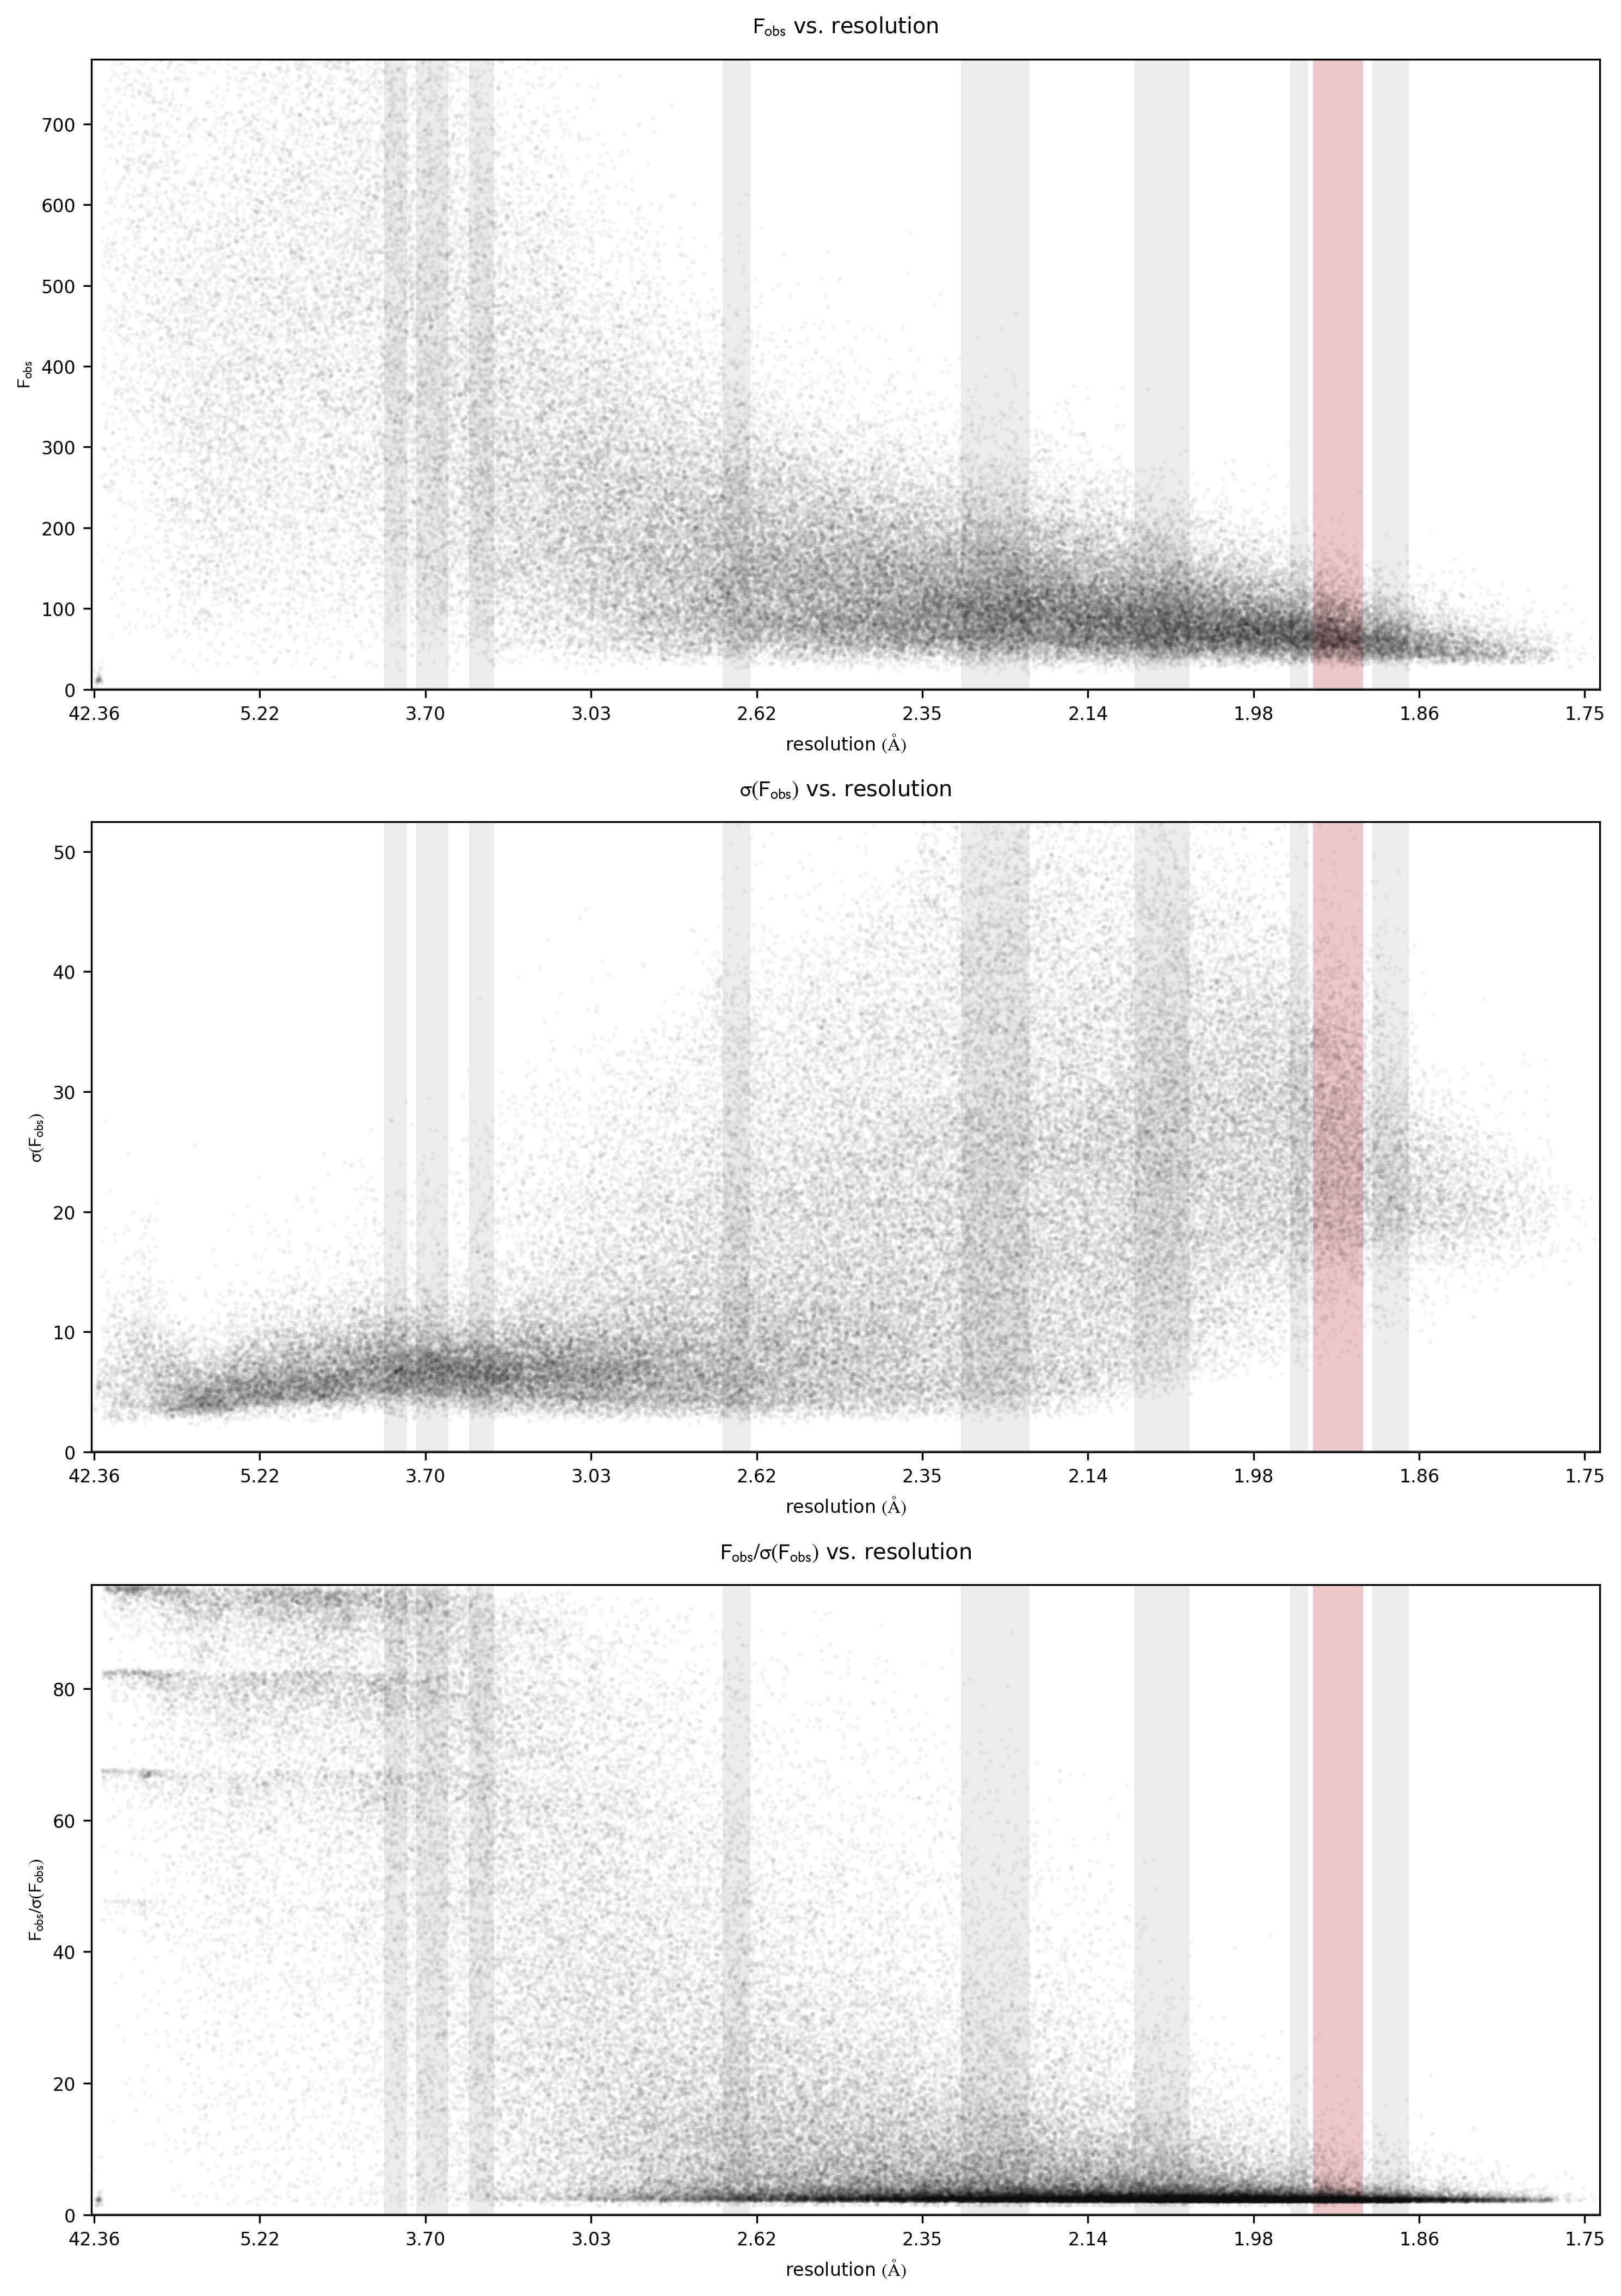 Fobs vs. resolution
700
600
500
400
300
200
100
0
Fobs
42.36 5.22 3.70 3.03 2.62 2.35 2.14 1.98 1.86 1.75
resolution (Å)
σ(Fobs) vs. resolution
50
40
30
20
10
0
σ(Fobs)
42.36 5.22 3.70 3.03 2.62 2.35 2.14 1.98 1.86 1.75
resolution (Å)
Fobs/σ(Fobs) vs. resolution
80
60
40
20
0
Fobs/σ(Fobs)
42.36 5.22 3.70 3.03 2.62 2.35 2.14 1.98 1.86 1.75
resolution (Å)